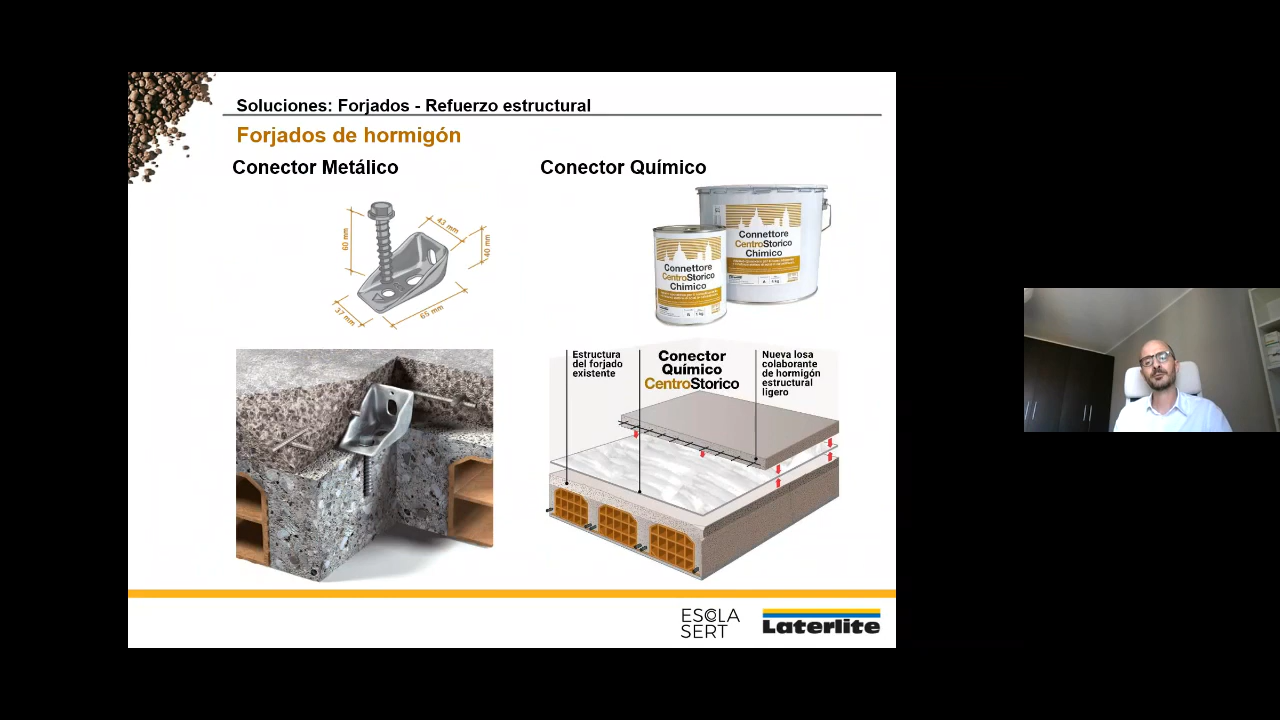 Soluciones: Forjados - Refuerzo estructural
Forjados de hormigón
Conector Metálico
Conector Químico
60 mm
43 mm
40 mm
37 mm
65 mm
Connettore
CentroStorico
Chimico
Connettore
CentroStorico
Chimico
Estructura
del forjado
existente
Conector
Químico
CentroStorico
Nueva losa
colaborante
de hormigón
estructural
ligero
ESCOLA
SERT
Laterlite